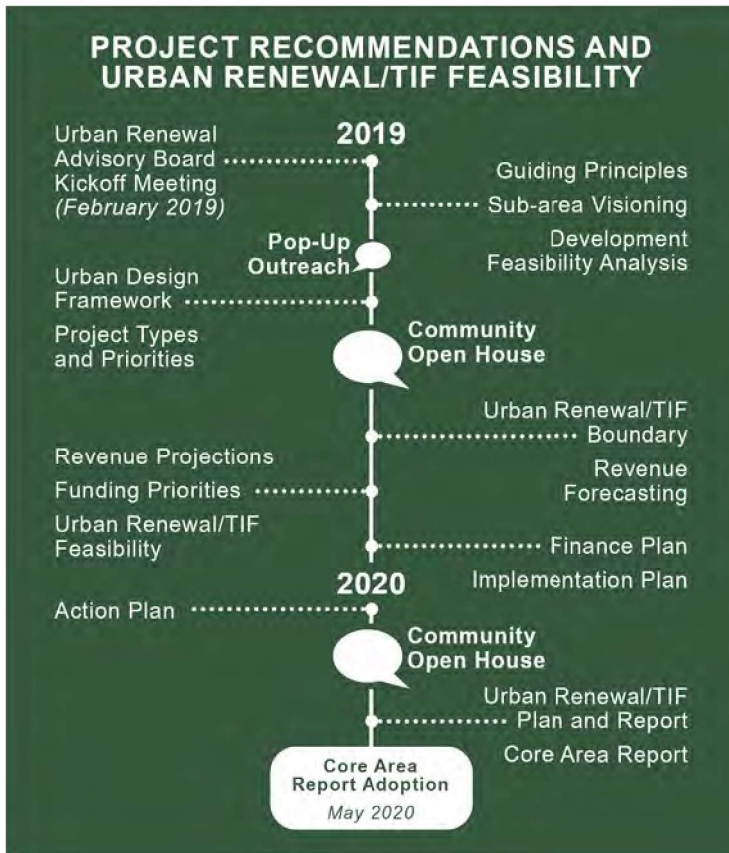 PROJECT RECOMMENDATIONS AND
URBAN RENEWAL/TIF FEASIBILITY
2019
Urban Renewal
Advisory Board
Kickoff Meeting
(February 2019)
Guiding Principles
Sub-area Visioning
Development
Feasibility Analysis
Pop-Up
Outreach
Urban Design
Framework
Project Types
and Priorities
Community
Open House
Urban Renewal/TIF
Boundary
Revenue
Forecasting
Revenue Projections
Funding Priorities
Urban Renewal/TIF
Feasibility
Finance Plan
Implementation Plan
2020
Action Plan
Community
Open House
Urban Renewal/TIF
Plan and Report
Core Area Report
Core Area
Report Adoption
May 2020